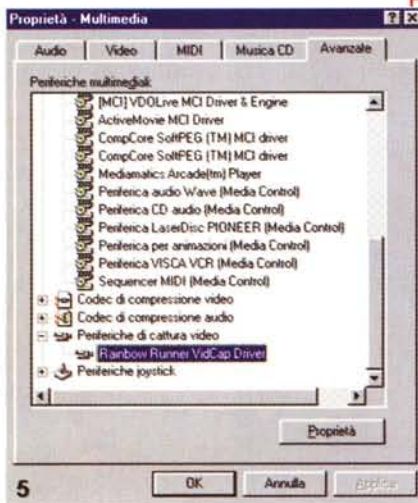 Proprietà - Multimedia
Audio
Video
MIDI
Musica CD
Avanzate
Periferiche multimediali:
[MCI] VDOLive MCI Driver & Engine
ActiveMovie MCI Driver
CompCore SoftPEG (TM) MCI driver
CompCore SoftPEG (TM) MCI driver
Mediamatics Arcade(tm) Player
Periferica audio Wave (Media Control)
Periferica CD audio (Media Control)
Periferica LaserDisc PIONEER (Media Control)
Periferica per animazioni (Media Control)
Periferica VISCA VCR (Media Control)
Sequencer MIDI (Media Control)
Codec di compressione video
Codec di compressione audio
Periferiche di cattura video
Rainbow Runner VidCap Driver
Periferiche joystick
Proprietà
OK
Annulla
Applica
5